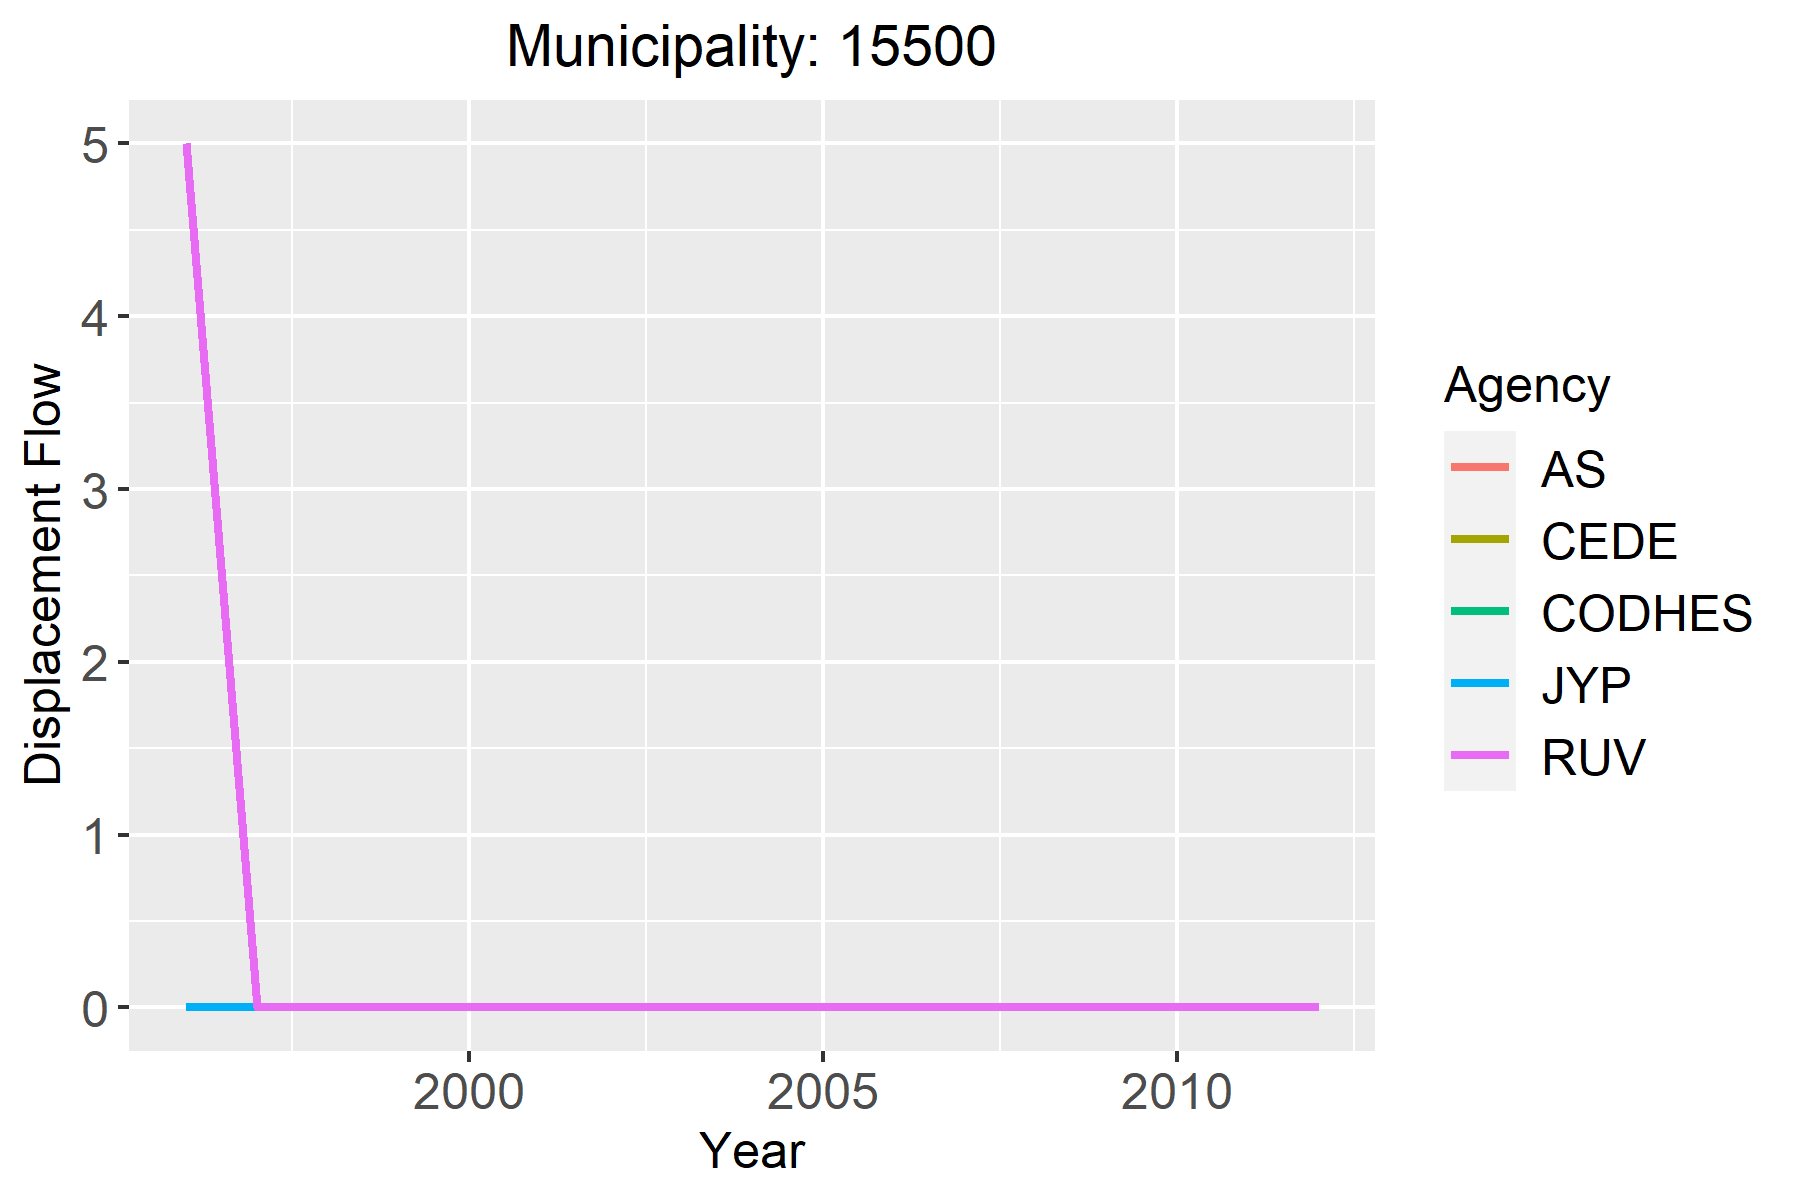 Municipality: 15500
Displacement Flow
5
4
3
2
1
0
2000 2005 2010
Year
Agency
AS
CEDE
CODHES
JYP
RUV